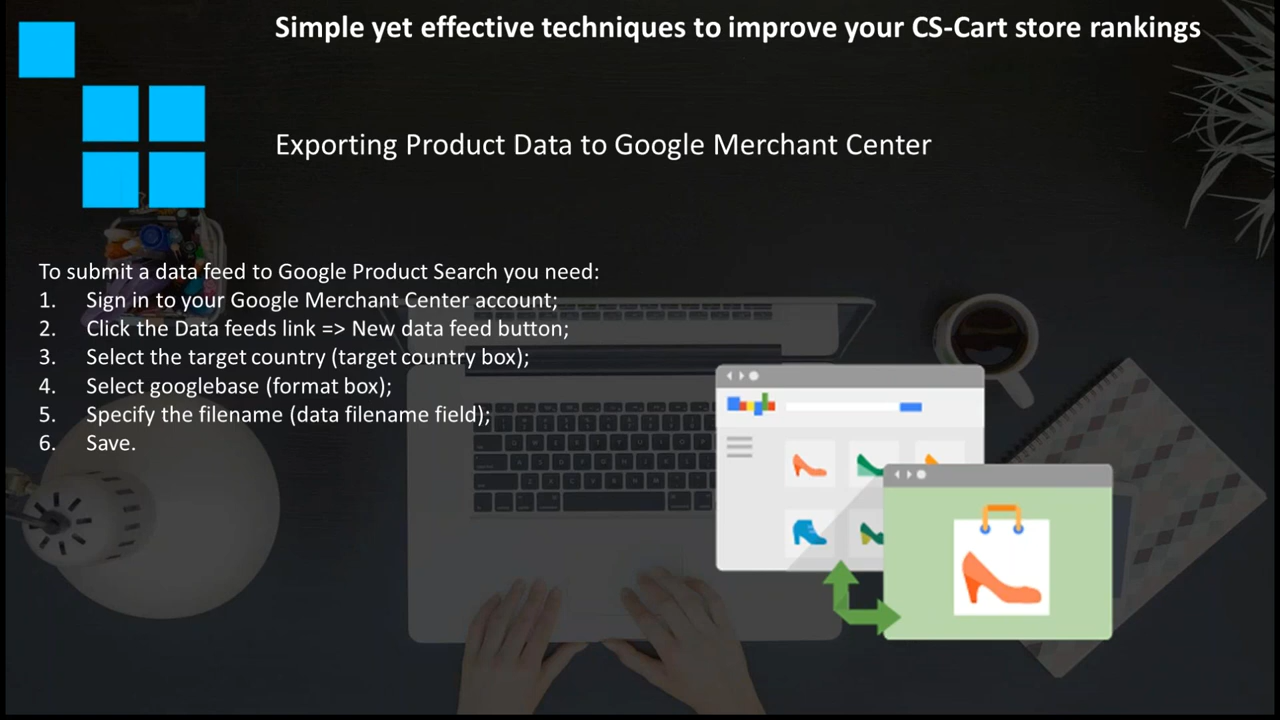 Simple yet effective techniques to improve your CS-Cart store rankings
Exporting Product Data to Google Merchant Center
To submit a data feed to Google Product Search you need:
1. Sign in to your Google Merchant Center account;
2. Click the Data feeds link => New data feed button;
3. Select the target country (target country box);
4. Select googlebase (format box);
5. Specify the filename (data filename field);
6. Save.